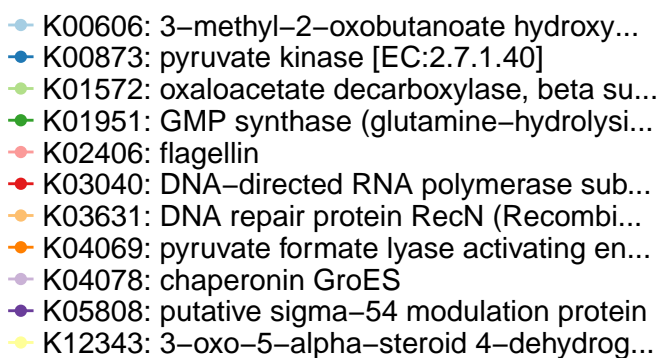 K00606: 3−methyl−2−oxobutanoate hydroxy...
K00873: pyruvate kinase [EC:2.7.1.40]
K01572: oxaloacetate decarboxylase, beta su...
K01951: GMP synthase (glutamine−hydrolysi...
K02406: flagellin
K03040: DNA−directed RNA polymerase sub...
K03631: DNA repair protein RecN (Recombi...
K04069: pyruvate formate lyase activating en...
K04078: chaperonin GroES
K05808: putative sigma−54 modulation protein
K12343: 3−oxo−5−alpha−steroid 4−dehydrog...